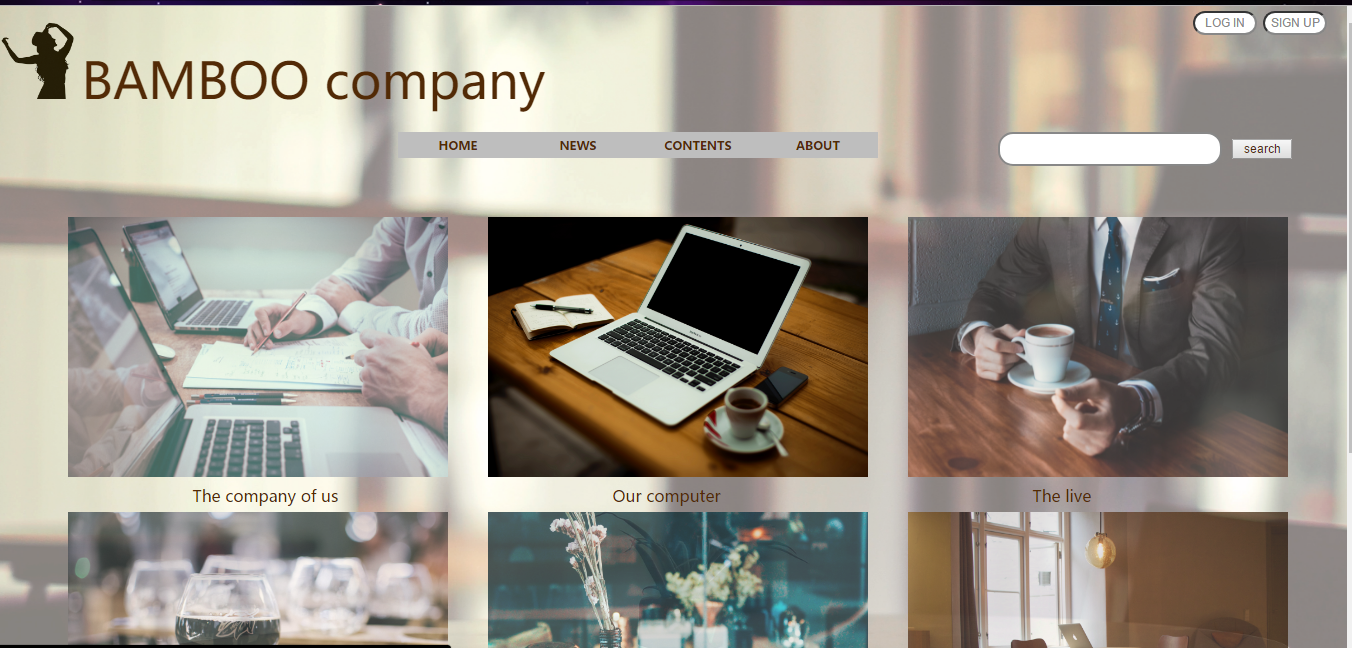 LOG IN SIGN UP
BAMBOO company
HOME NEWS CONTENTS ABOUT
search
The company of us
Our computer
The live